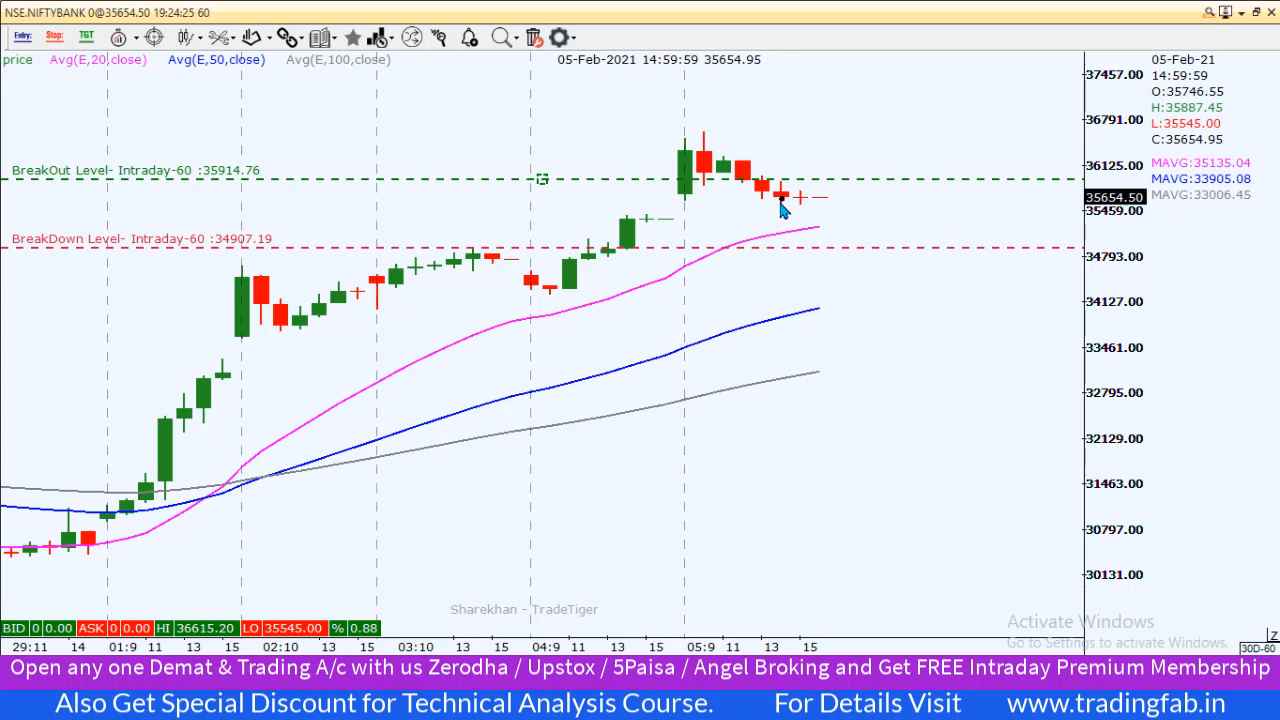 NSE.NIFTYBANK 0@35654.50 19:24:25 60
Entry: Stop: TGT
price Avg(E,20,close) Avg(E,50,close) Avg(E,100,close) 05-Feb-2021 14:59:59 35654.95
05-Feb-21
14:59:59
O:35746.55
H:35887.45
L:35545.00
C:35654.95
MAVG:35135.04
MAVG:33905.08
MAVG:33006.45
37457.00
36791.00
36125.00
35654.50
35459.00
34793.00
34127.00
33461.00
32795.00
32129.00
31463.00
30797.00
30131.00
BreakOut Level- Intraday-60 :35914.76
BreakDown Level- Intraday-60 :34907.19
Sharekhan - TradeTiger
Activate Windows
Go to Settings to activate Windows.
BID 0 0.00 ASK 0 0.00 HI 36615.20 LO 35545.00 % 0.88
29:11 14 01:9 11 13 15 02:10 13 15 03:10 13 15 04:9 11 13 15 05:9 11 13 15
Z
30D-60
Open any one Demat & Trading A/c with us Zerodha / Upstox / 5Paisa / Angel Broking and Get FREE Intraday Premium Membership
Also Get Special Discount for Technical Analysis Course. For Details Visit www.tradingfab.in